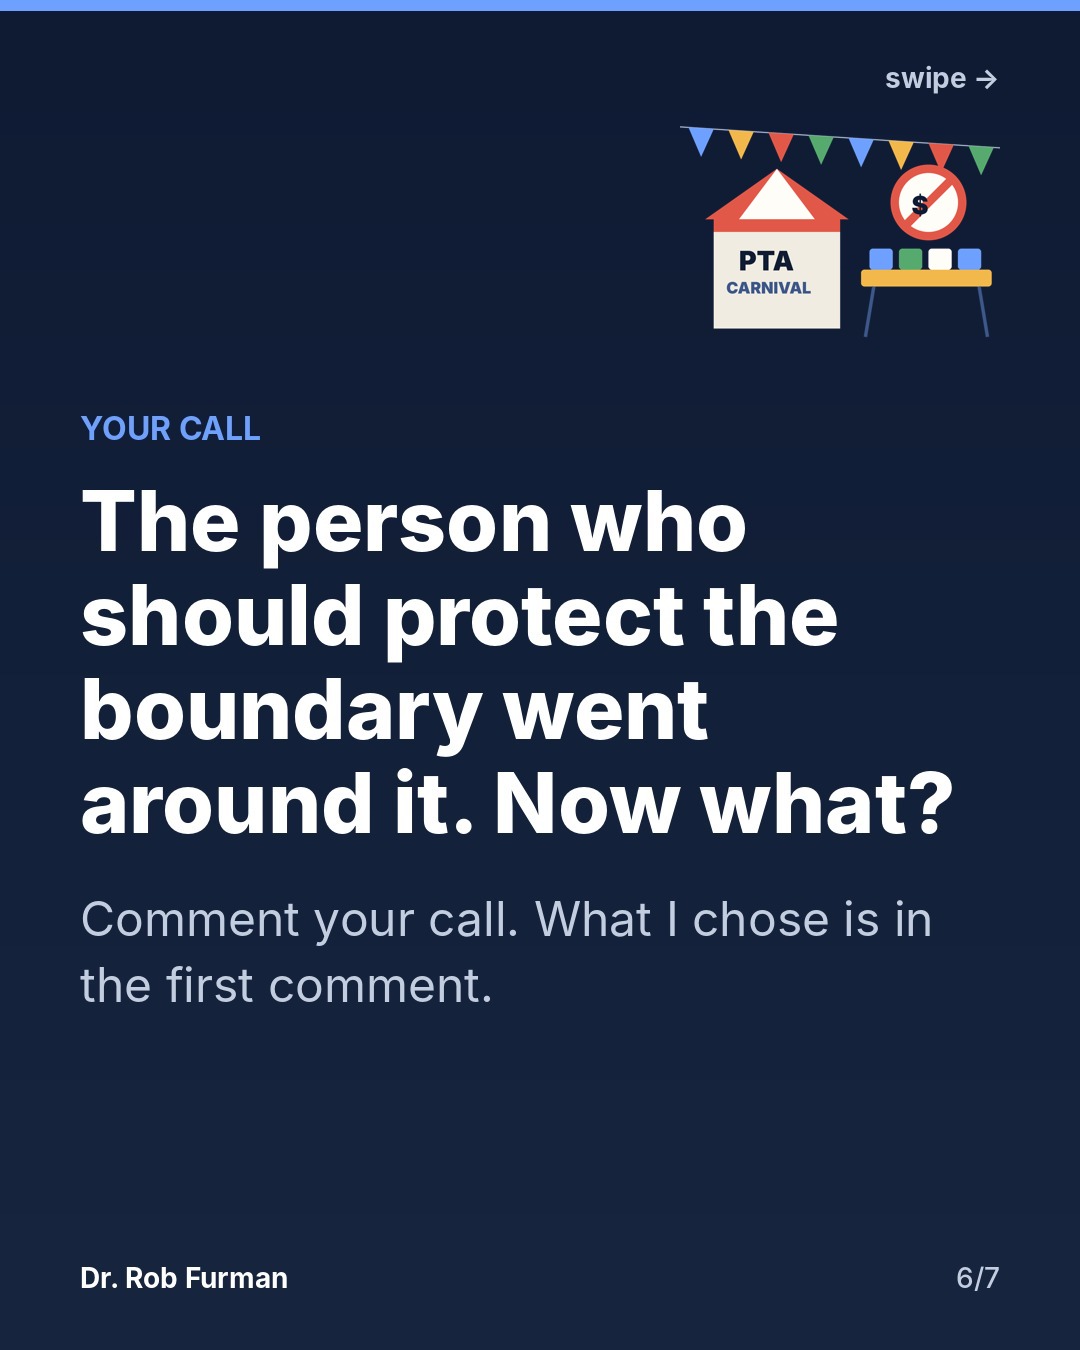 swipe →
$
PTA
CARNIVAL
YOUR CALL
The person who
should protect the
boundary went
around it. Now what?
Comment your call. What I chose is in
the first comment.
Dr. Rob Furman
6/7